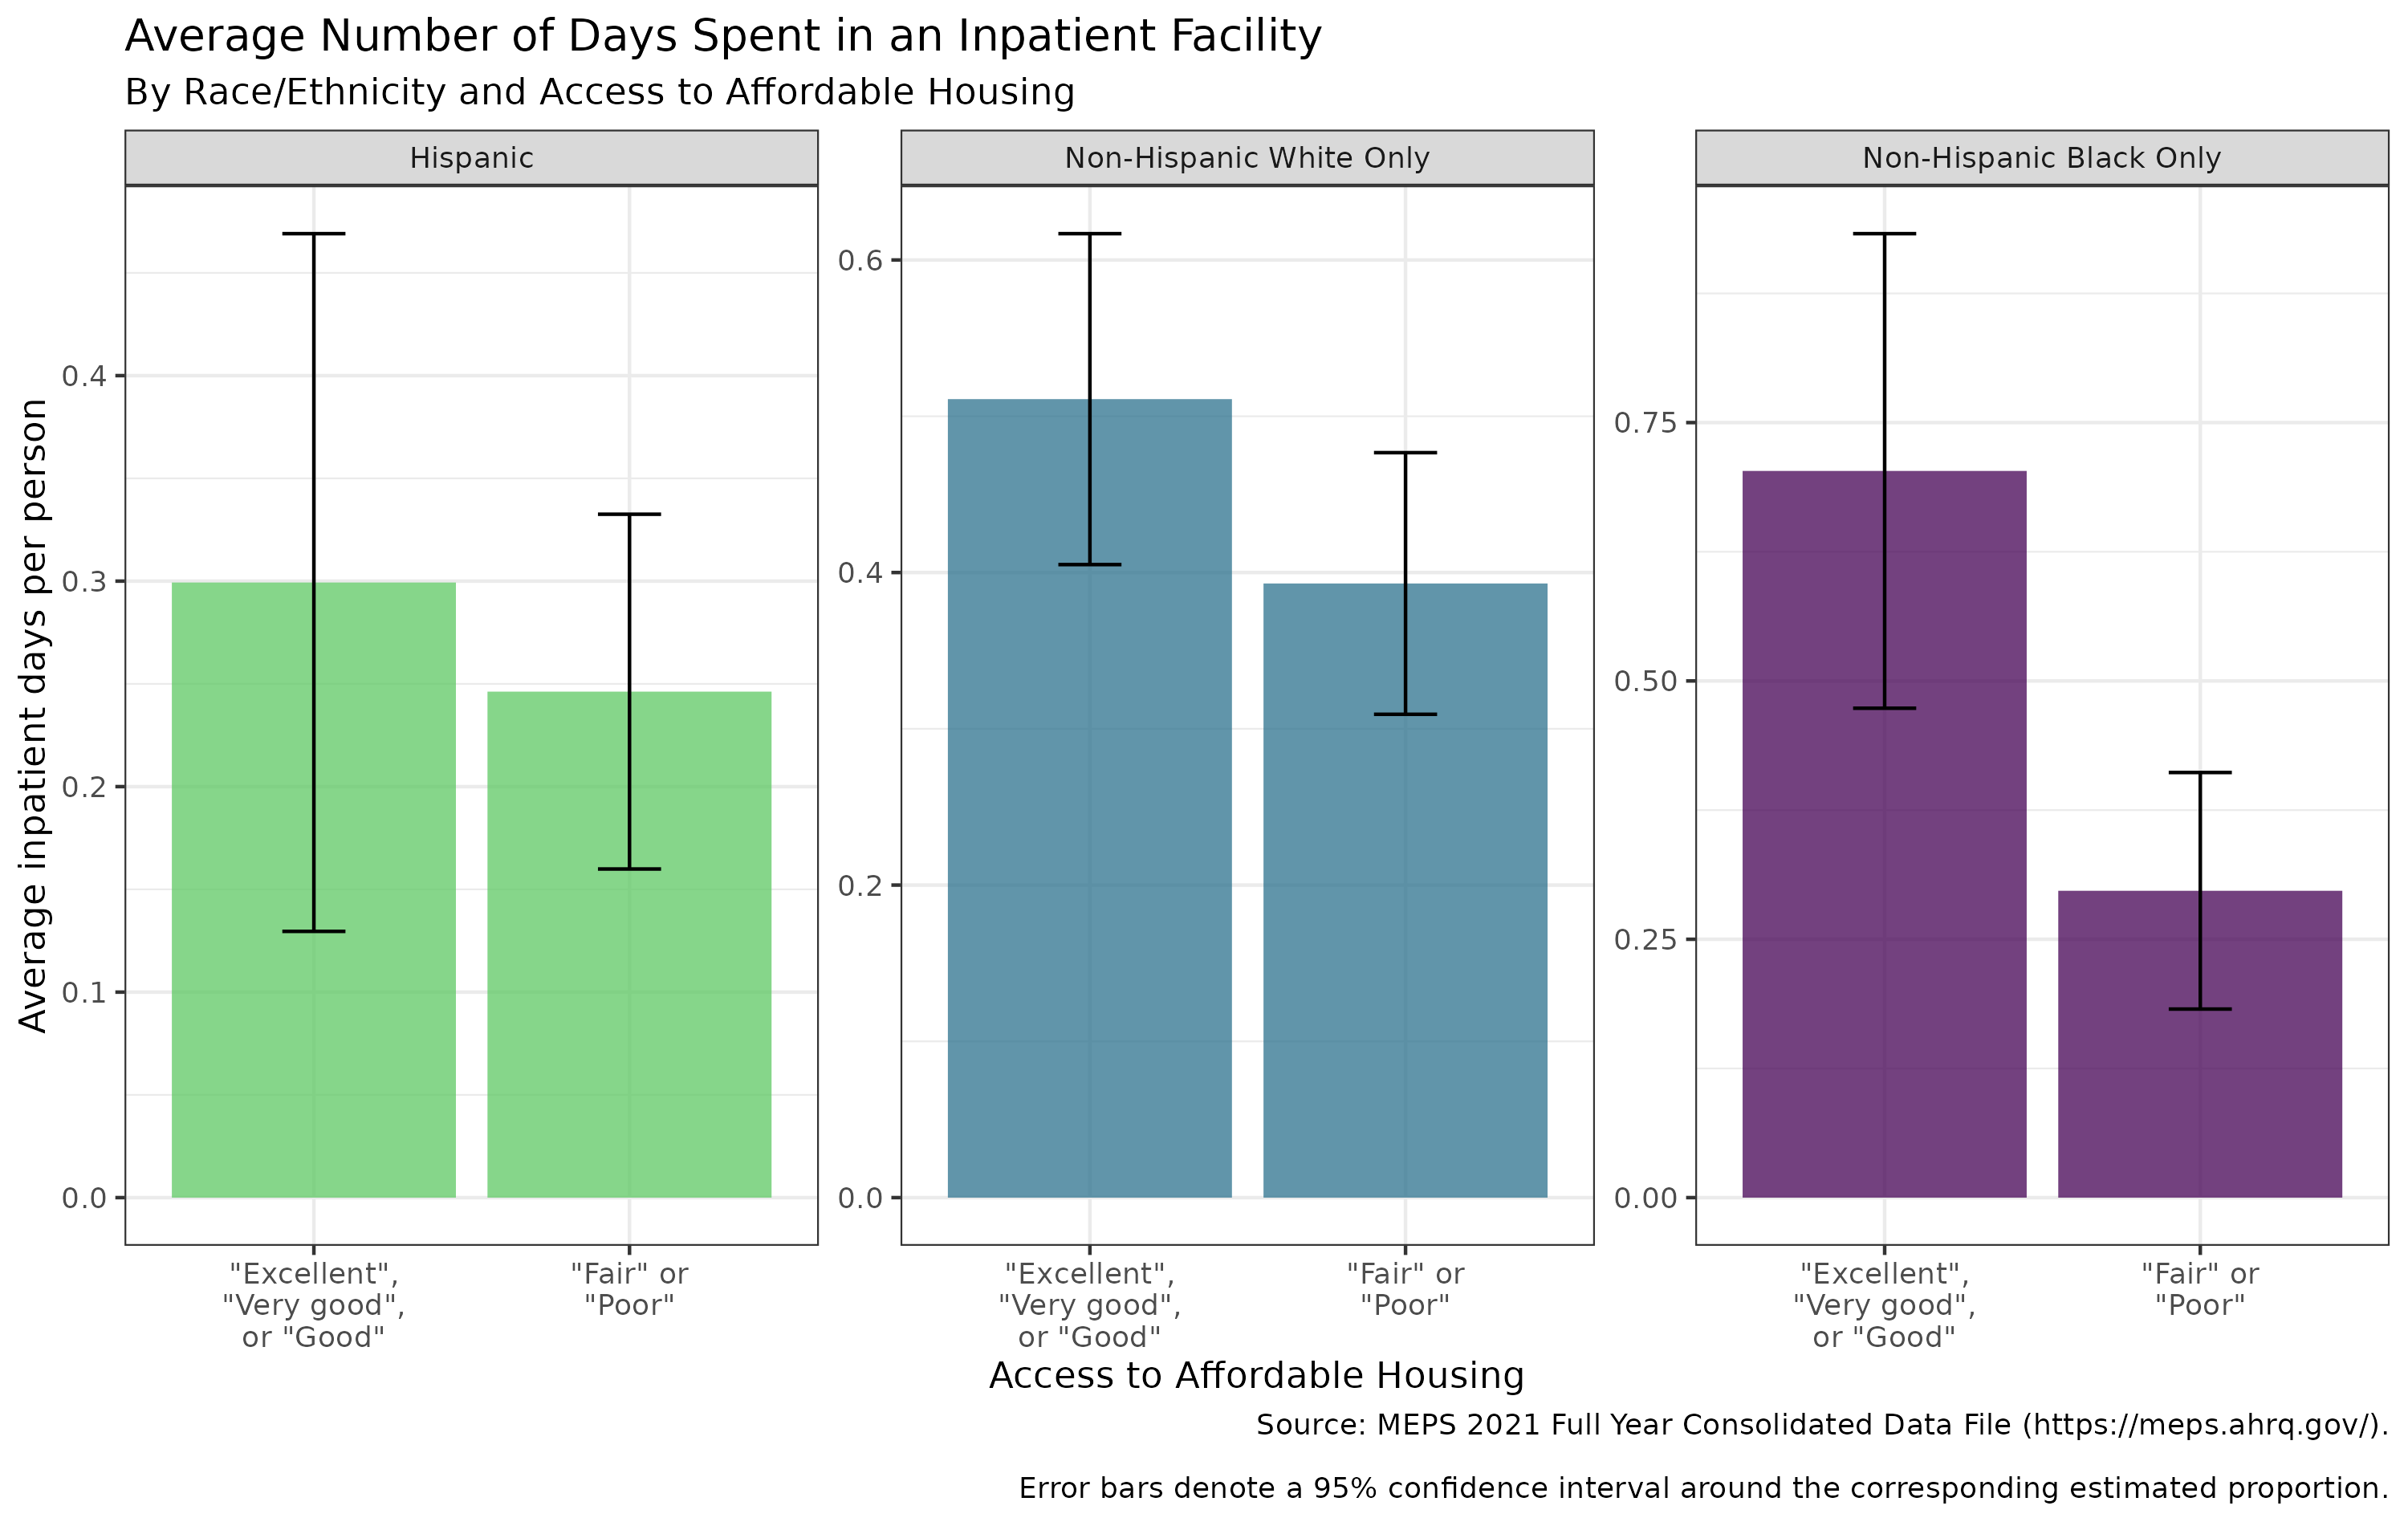 Average Number of Days Spent in an Inpatient Facility
By Race/Ethnicity and Access to Affordable Housing
Average inpatient days per person
Hispanic
0.4
0.3
0.2
0.1
0.0
"Excellent",
"Very good",
or "Good"
"Fair" or
"Poor"
Non-Hispanic White Only
0.6
0.4
0.2
0.0
"Excellent",
"Very good",
or "Good"
"Fair" or
"Poor"
Non-Hispanic Black Only
0.75
0.50
0.25
0.00
"Excellent",
"Very good",
or "Good"
"Fair" or
"Poor"
Access to Affordable Housing
Source: MEPS 2021 Full Year Consolidated Data File (https://meps.ahrq.gov/).
Error bars denote a 95% confidence interval around the corresponding estimated proportion.